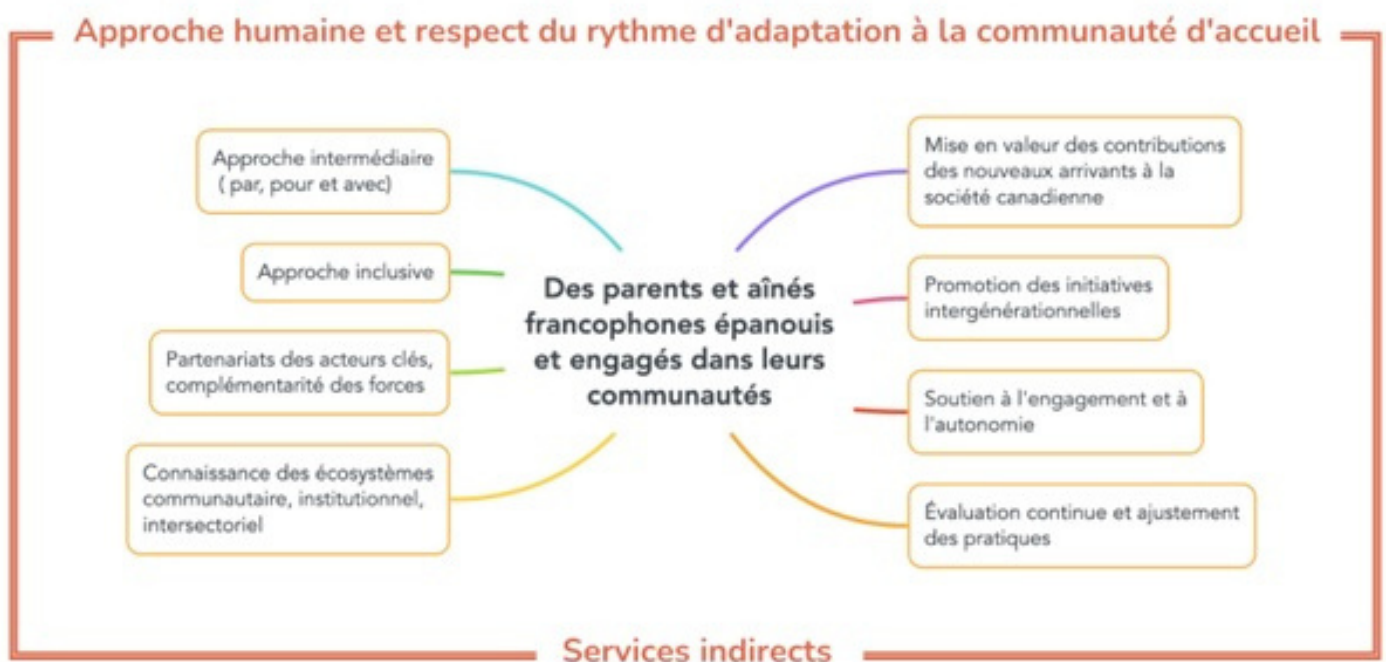 Approche humaine et respect du rythme d'adaptation à la communauté d'accueil
Approche intermédiaire
( par, pour et avec)
Approche inclusive
Partenariats des acteurs clés,
complémentarité des forces
Connaissance des écosystèmes
communautaire, institutionnel,
intersectoriel
Des parents et aînés
francophones épanouis
et engagés dans leurs
communautés
Mise en valeur des contributions
des nouveaux arrivants à la
société canadienne
Promotion des initiatives
intergénérationnelles
Soutien à l'engagement et à
l'autonomie
Évaluation continue et ajustement
des pratiques
Services indirects